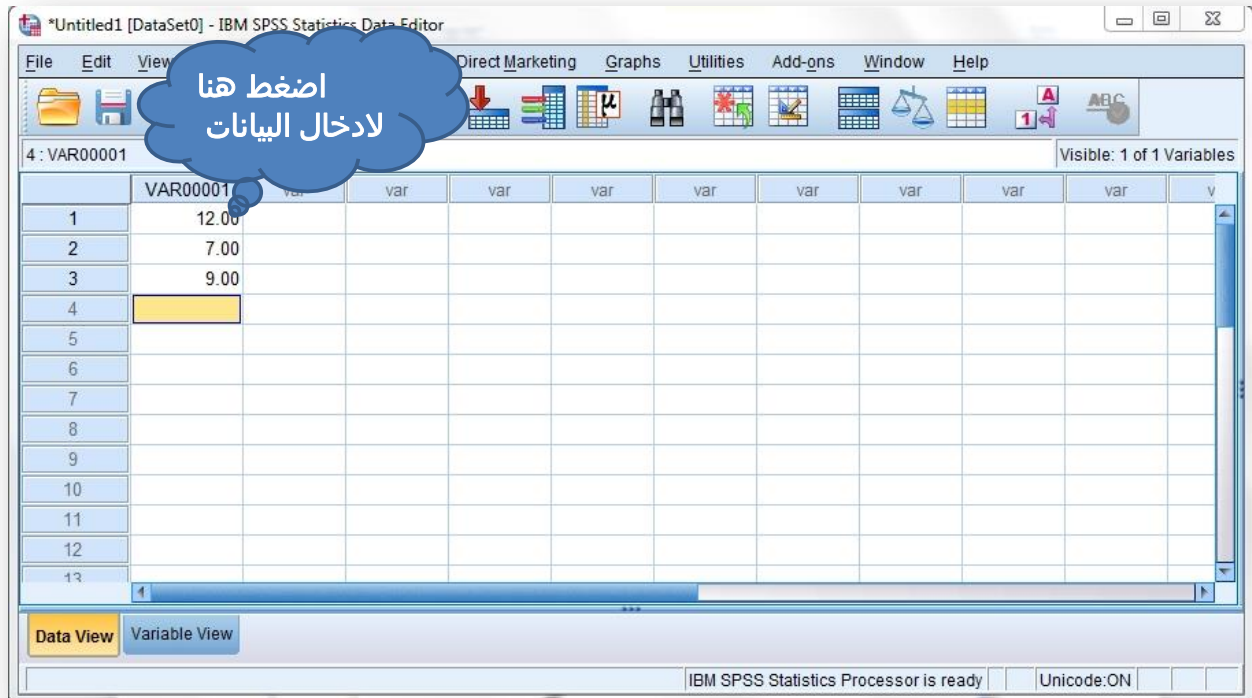 *Untitled1 [DataSet0] - IBM SPSS Statistics Data Editor
File Edit View Direct Marketing Graphs Utilities Add-ons Window Help
اضغط هنا
لادخال البيانات
4 : VAR00001 Visible: 1 of 1 Variables
VAR00001 var var var var var var var var var v
1 12.00
2 7.00
3 9.00
4
5
6
7
8
9
10
11
12
13
Data View Variable View
IBM SPSS Statistics Processor is ready Unicode:ON